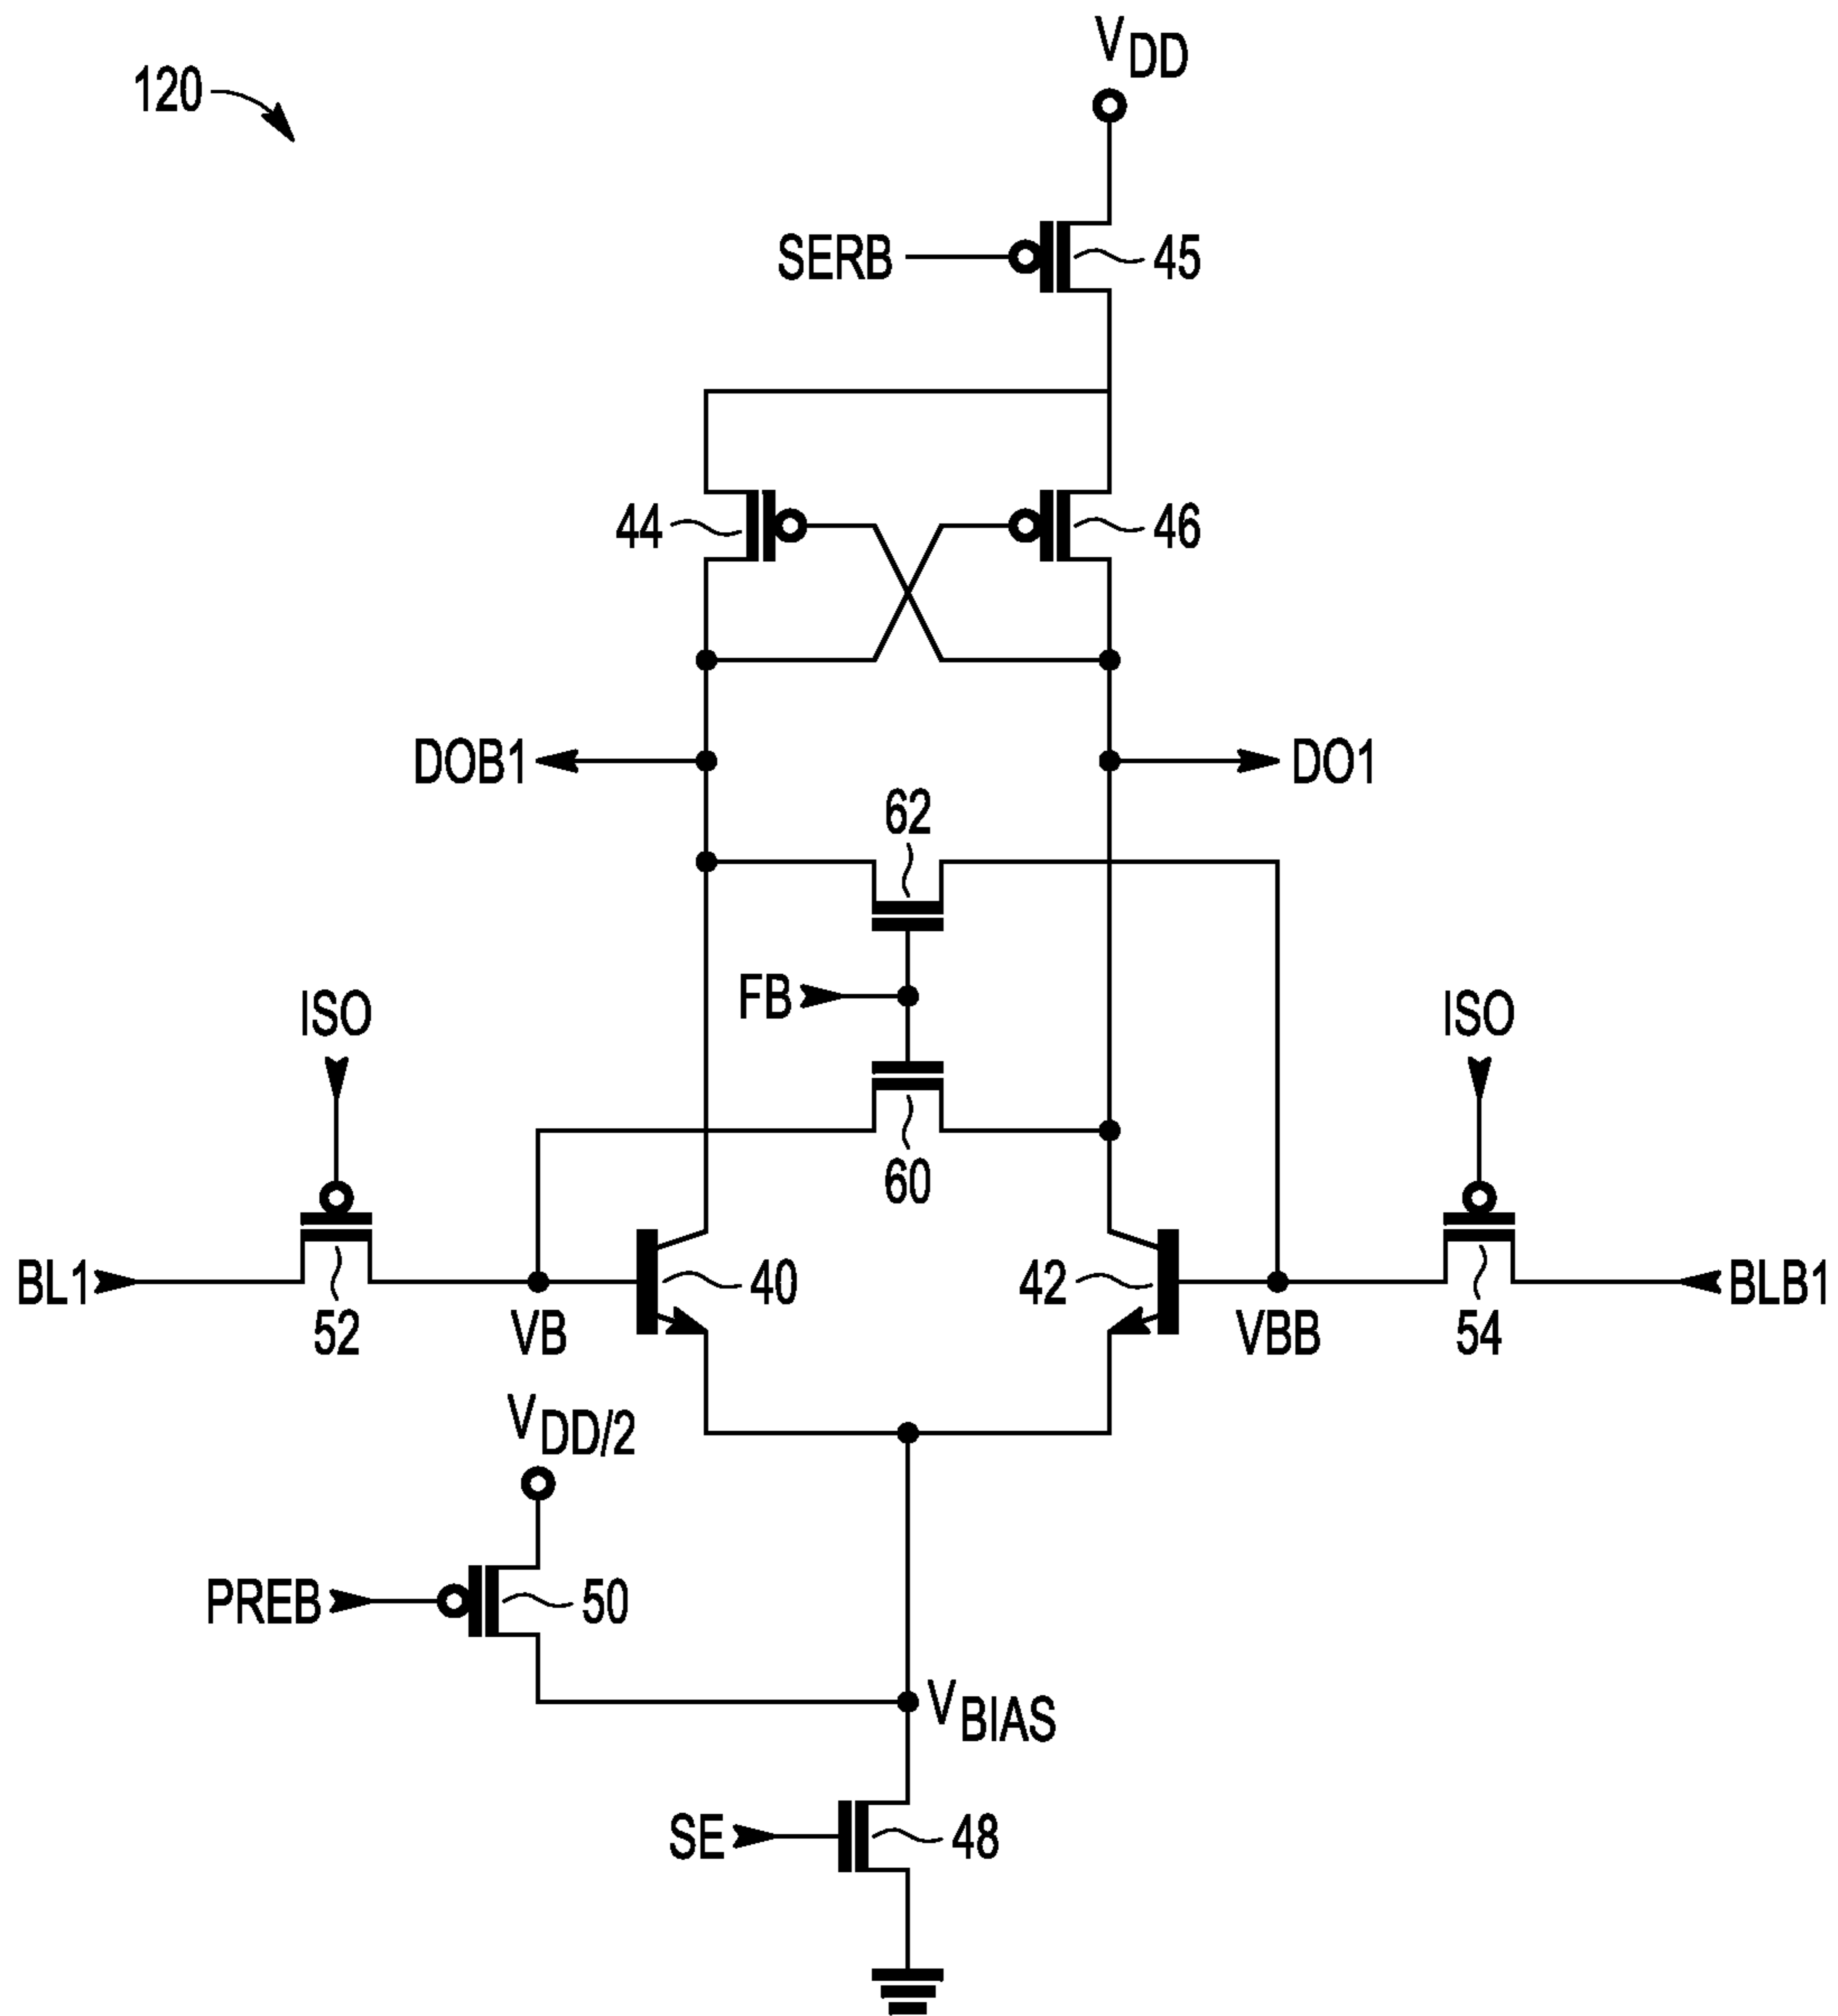 VDD
120
SERB
45
44
46
DOB1
DO1
62
FB
ISO
ISO
60
BL1
40
42
BLB1
52
VB
VBB
54
VDD/2
PREB
50
VBIAS
SE
48